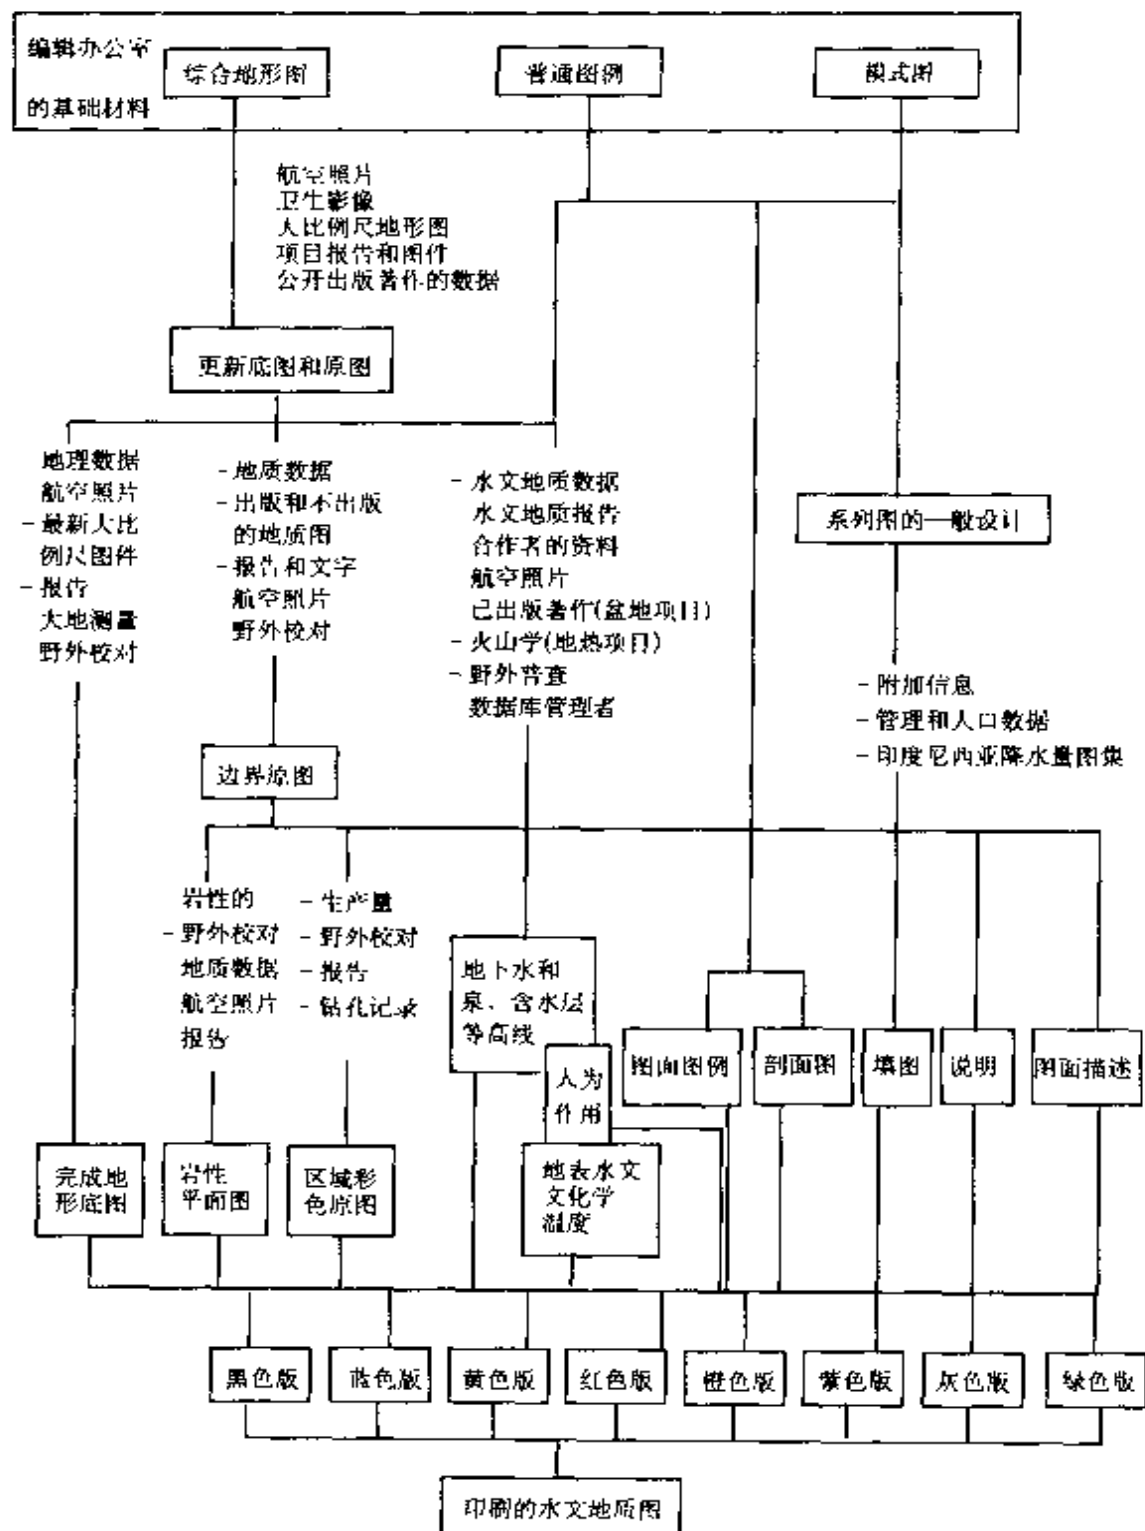 编辑办公室
的基础材料
综合地形图
普通图例
模式图
航空照片
卫生影像
大比例尺地形图
项目报告和图件
公开出版著作的数据
更新底图和原图
地理数据
航空照片
-最新大比
例尺图件
-报告
大地测量
野外校对
-地质数据
-出版和不出版
的地质图
-报告和文字
航空照片
野外校对
-水文地质数据
水文地质报告
合作者的资料
航空照片
已出版著作(盆地项目)
-火山学(地热项目)
-野外普查
数据库管理者
系列图的一般设计
-附加信息
-管理和人口数据
-印度尼西亚降水量图集
边界原图
岩性的
-野外校对
地质数据
航空照片
报告
-生产量
-野外校对
-报告
-钻孔记录
地下水和
泉、含水层
等高线
人为
作用
地表水文
文化学
温度
图面图例
剖面图
填图
说明
图面描述
完成地
形底图
岩性
平面图
区域彩
色原图
黑色版
蓝色版
黄色版
红色版
橙色版
紫色版
灰色版
绿色版
印刷的水文地质图